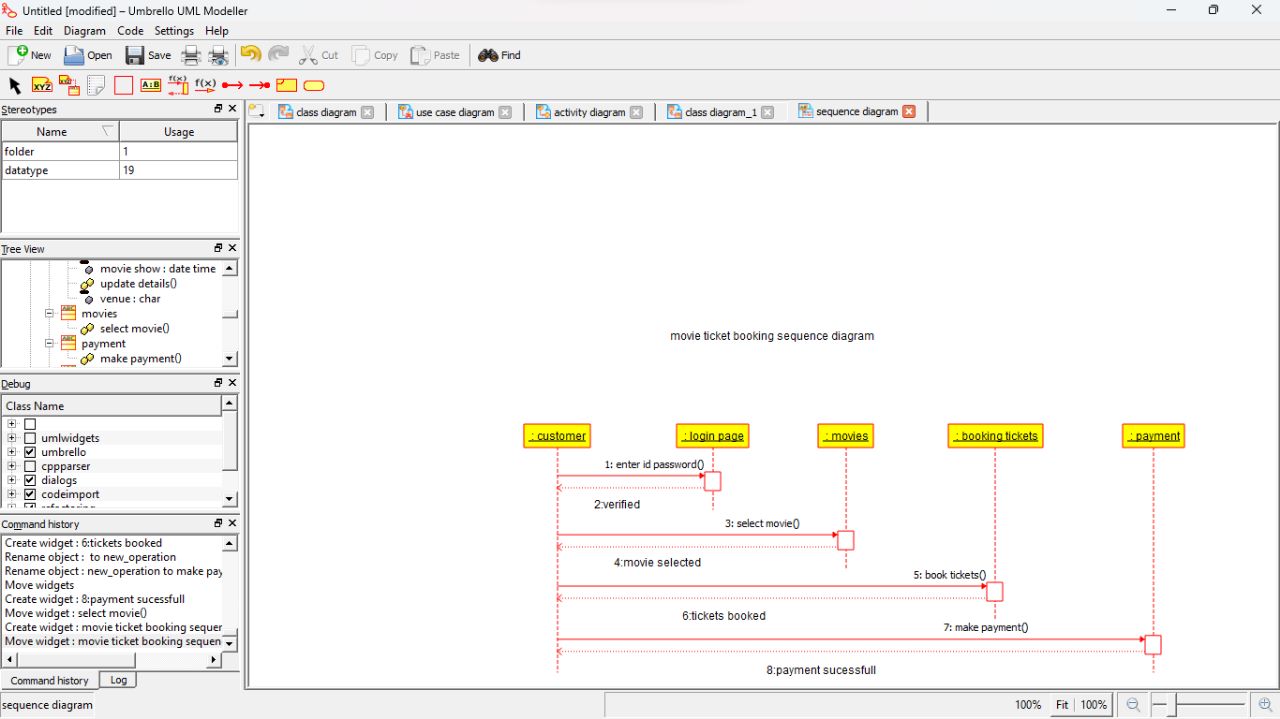 Untitled [modified] – Umbrello UML Modeller
File Edit Diagram Code Settings Help
New Open Save Cut Copy Paste Find
XYZ XYZ A:B f(x) f(x)
Stereotypes
Name Usage
folder 1
datatype 19
Tree View
movie show : date time
update details()
venue : char
movies
select movie()
payment
make payment()
Debug
Class Name
umlwidgets
umbrello
cppparser
dialogs
codeimport
refactoring
Command history
Create widget : 6:tickets booked
Rename object : to new_operation
Rename object : new_operation to make pay
Move widgets
Create widget : 8:payment sucessfull
Move widget : select movie()
Create widget : movie ticket booking sequer
Move widget : movie ticket booking sequen
Command history Log
sequence diagram
class diagram use case diagram activity diagram class diagram_1 sequence diagram
movie ticket booking sequence diagram
: customer : login page : movies : booking tickets : payment
1: enter id password()
2:verified
3: select movie()
4:movie selected
5: book tickets()
6:tickets booked
7: make payment()
8:payment sucessfull
100% Fit 100%